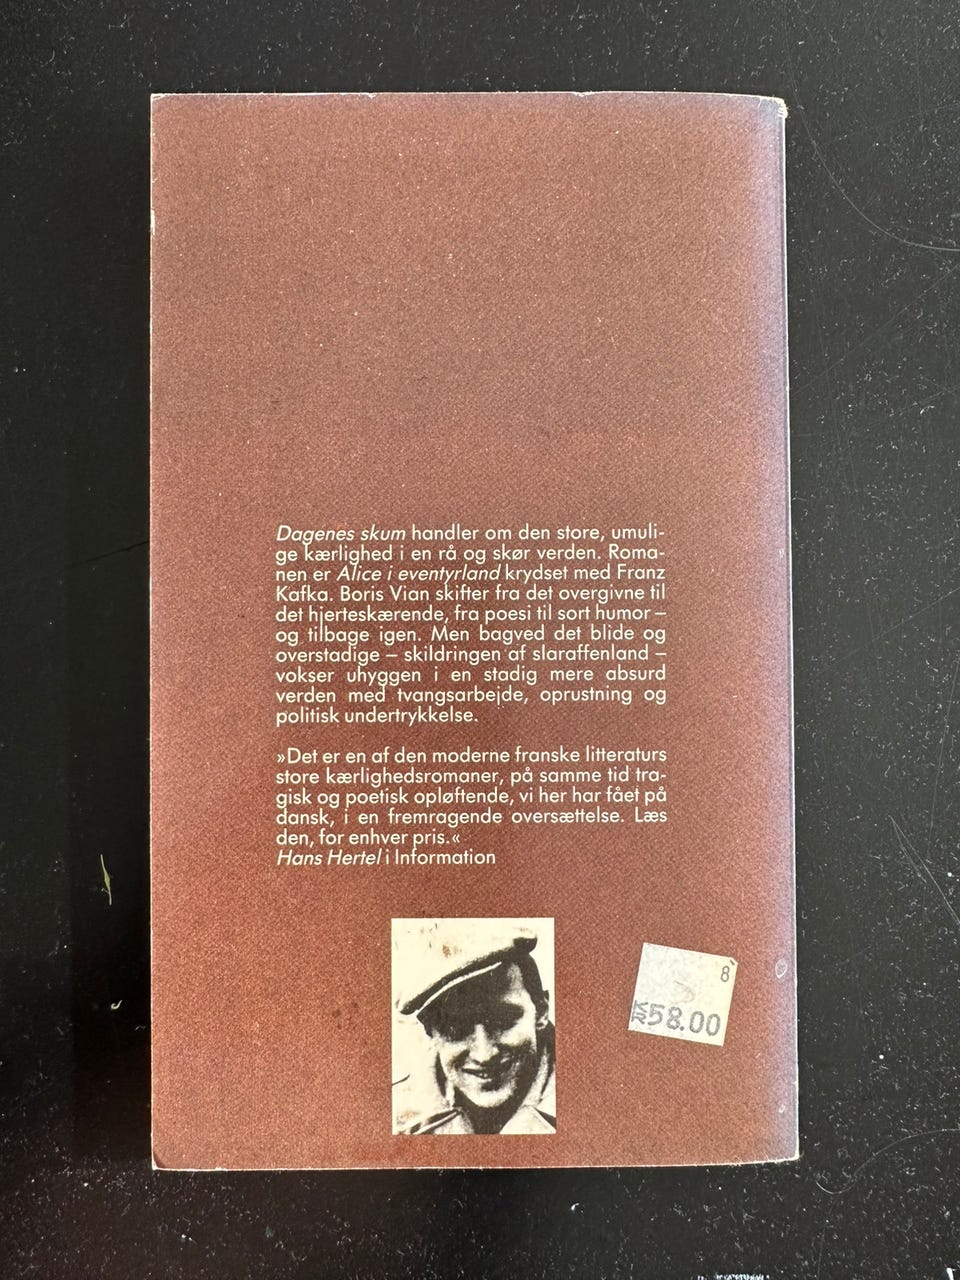 Dagenes skum handler om den store, umuli-
ge kærlighed i en rå og skør verden. Roma-
nen er Alice i eventyrland krydset med Franz
Kafka. Boris Vian skifter fra det overgivne til
det hjerteskærende, fra poesi til sort humor –
og tilbage igen. Men bagved det blide og
overstadige – skildringen af slaraffenland –
vokser uhyggen i en stadig mere absurd
verden med tvangsarbejde, oprustning og
politisk undertrykkelse.
»Det er en af den moderne franske litteraturs
store kærlighedsromaner, på samme tid tra-
gisk og poetisk opløftende, vi her har fået på
dansk, i en fremragende oversættelse. Læs
den, for enhver pris.«
Hans Hertel i Information
8
KR58.00